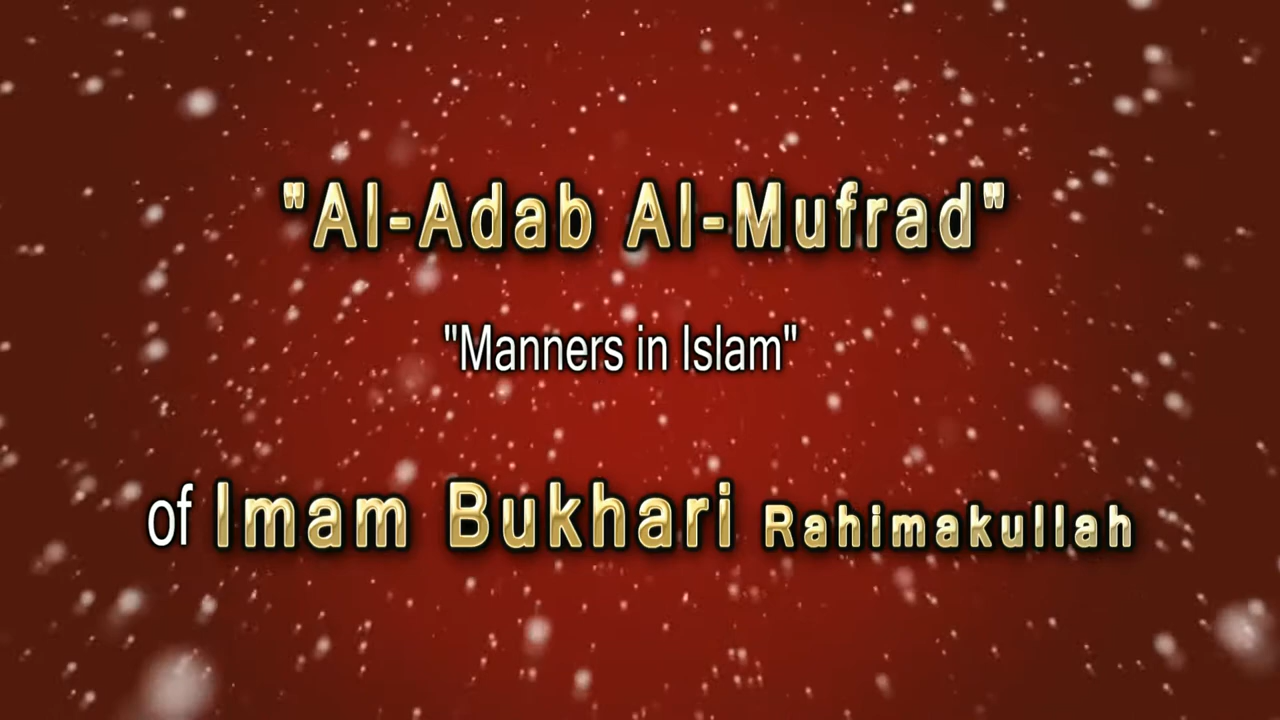 "Al-Adab Al-Mufrad"
"Manners in Islam"
of Imam Bukhari Rahimakullah